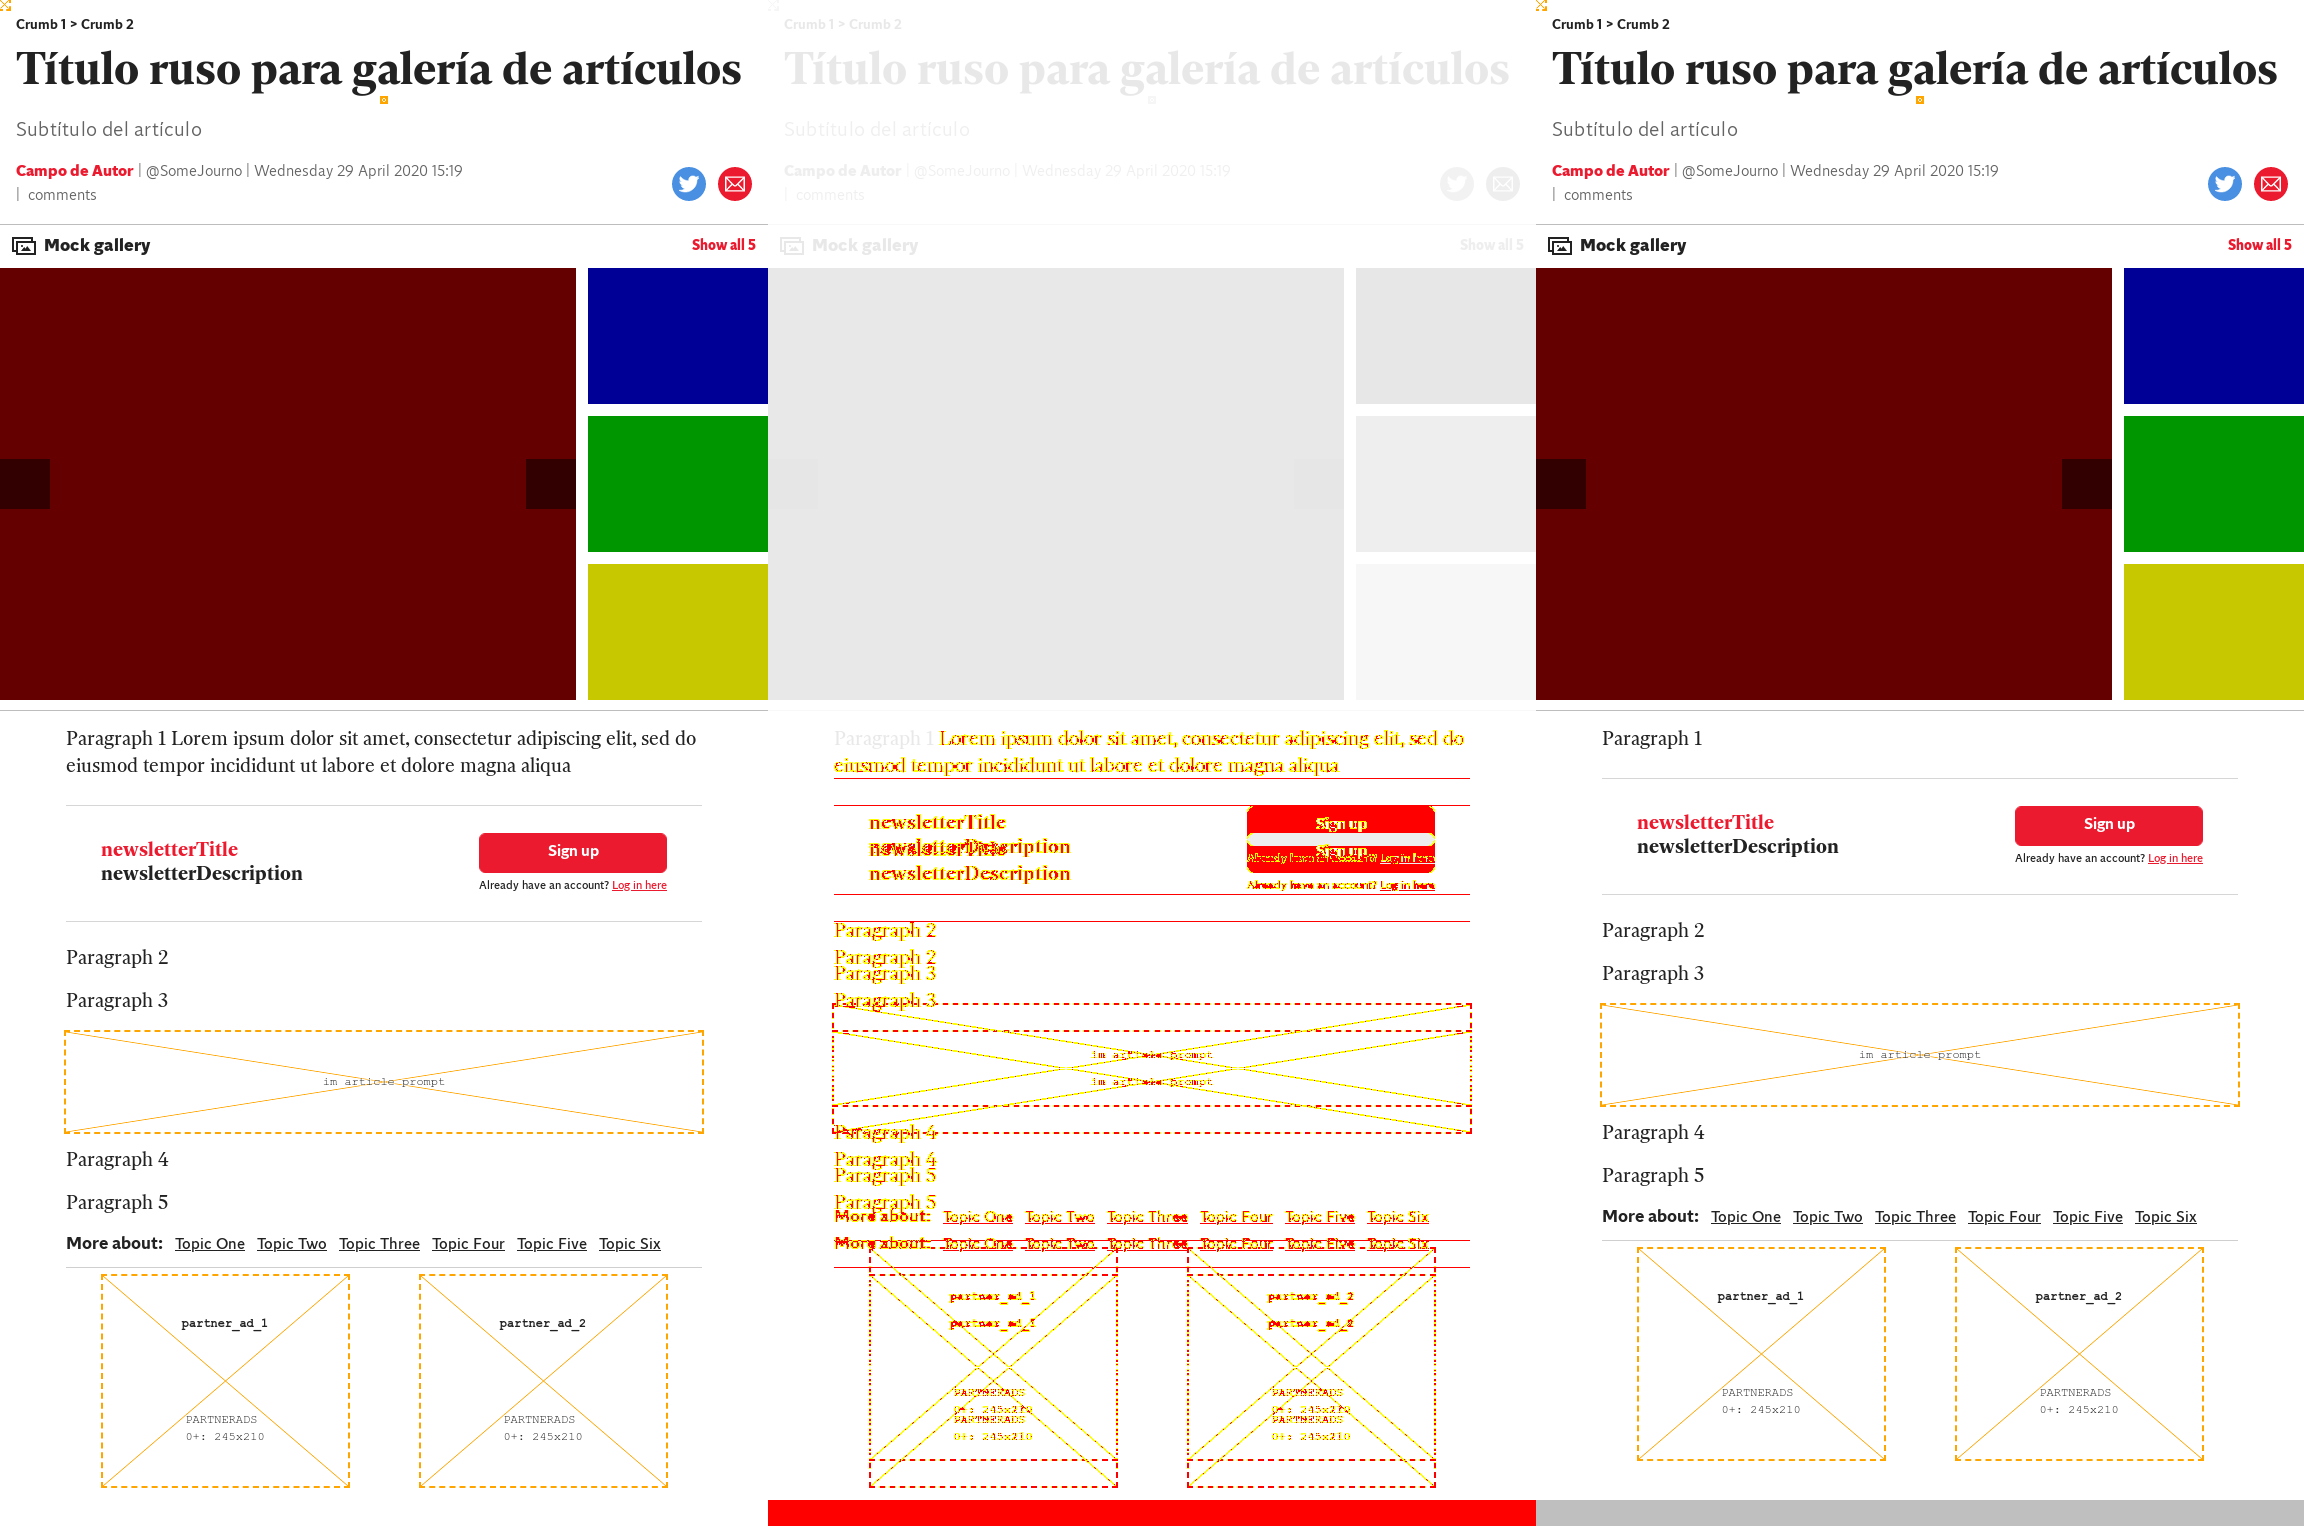 Crumb 1 > Crumb 2
Título ruso para galería de artículos
Subtítulo del artículo
Campo de Autor | @SomeJourno | Wednesday 29 April 2020 15:19
| comments
Mock gallery
Show all 5
Paragraph 1 Lorem ipsum dolor sit amet, consectetur adipiscing elit, sed do
eiusmod tempor incididunt ut labore et dolore magna aliqua
newsletterTitle
newsletterDescription
Sign up
Already have an account? Log in here
Paragraph 2
Paragraph 3
im article prompt
Paragraph 4
Paragraph 5
More about: Topic One Topic Two Topic Three Topic Four Topic Five Topic Six
partner_ad_1
PARTNERADS
0+: 245x210
partner_ad_2
PARTNERADS
0+: 245x210
Crumb 1 > Crumb 2
Título ruso para galería de artículos
Subtítulo del artículo
Campo de Autor | @SomeJourno | Wednesday 29 April 2020 15:19
| comments
Mock gallery
Show all 5
Paragraph 1 Lorem ipsum dolor sit amet, consectetur adipiscing elit, sed do
eiusmod tempor incididunt ut labore et dolore magna aliqua
newsletterTitle
newsletterDescription
newsletterTitle
newsletterDescription
Sign up
Sign up
Already have an account? Log in here
Already have an account? Log in here
Paragraph 2
Paragraph 2
Paragraph 3
Paragraph 3
im article prompt
im article prompt
Paragraph 4
Paragraph 4
Paragraph 5
Paragraph 5
More about: Topic One Topic Two Topic Three Topic Four Topic Five Topic Six
More about: Topic One Topic Two Topic Three Topic Four Topic Five Topic Six
partner_ad_1
partner_ad_1
PARTNERADS
0+: 245x210
PARTNERADS
0+: 245x210
partner_ad_2
partner_ad_2
PARTNERADS
0+: 245x210
PARTNERADS
0+: 245x210
Crumb 1 > Crumb 2
Título ruso para galería de artículos
Subtítulo del artículo
Campo de Autor | @SomeJourno | Wednesday 29 April 2020 15:19
| comments
Mock gallery
Show all 5
Paragraph 1
newsletterTitle
newsletterDescription
Sign up
Already have an account? Log in here
Paragraph 2
Paragraph 3
im article prompt
Paragraph 4
Paragraph 5
More about: Topic One Topic Two Topic Three Topic Four Topic Five Topic Six
partner_ad_1
PARTNERADS
0+: 245x210
partner_ad_2
PARTNERADS
0+: 245x210